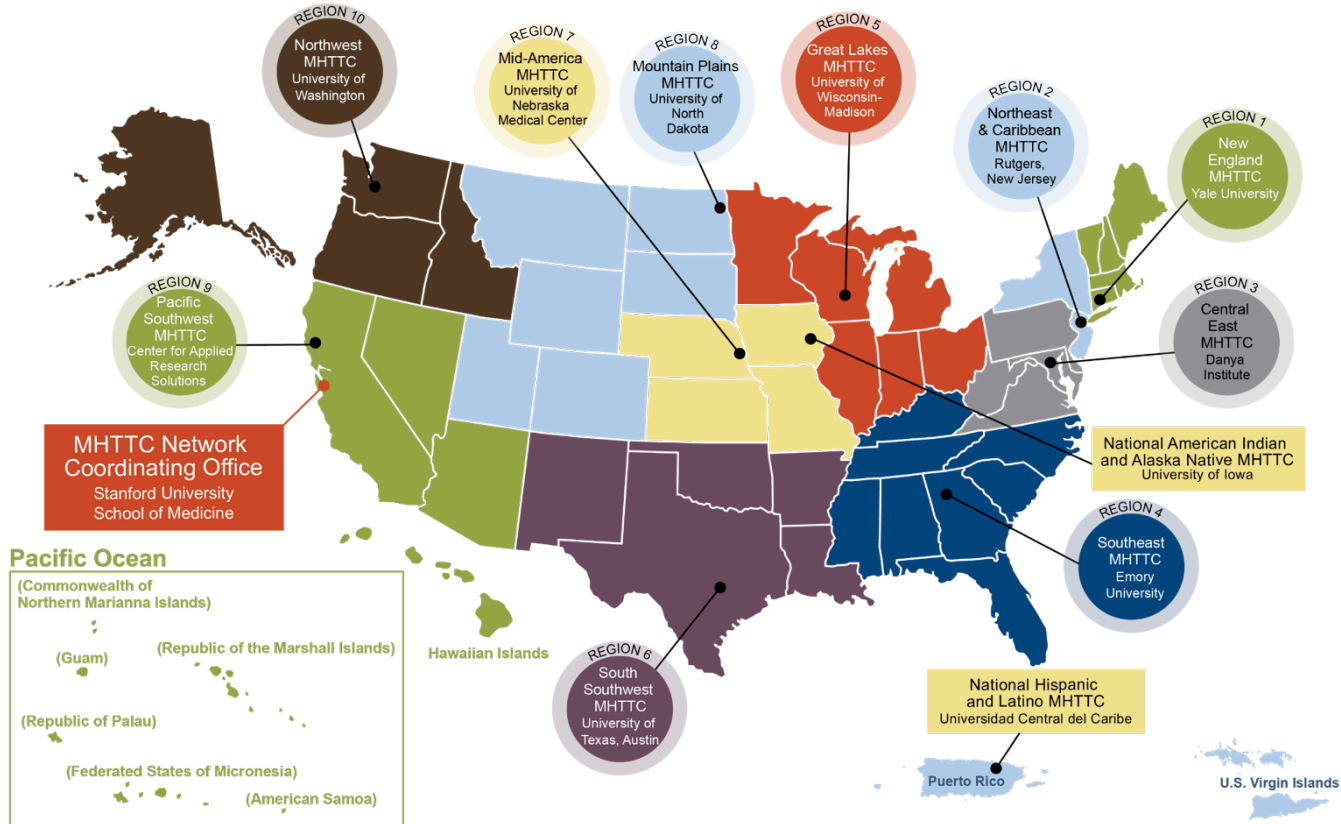 REGION 10
Northwest
MHTTC
University of
Washington
REGION 7
Mid-America
MHTTC
University of
Nebraska
Medical Center
REGION 8
Mountain Plains
MHTTC
University of
North
Dakota
REGION 5
Great Lakes
MHTTC
University of
Wisconsin-
Madison
REGION 2
Northeast
& Caribbean
MHTTC
Rutgers,
New Jersey
REGION 1
New
England
MHTTC
Yale University
REGION 9
Pacific
Southwest
MHTTC
Center for Applied
Research
Solutions
REGION 3
Central
East
MHTTC
Danya
Institute
MHTTC Network
Coordinating Office
Stanford University
School of Medicine
National American Indian
and Alaska Native MHTTC
University of Iowa
REGION 4
Southeast
MHTTC
Emory
University
Pacific Ocean
(Commonwealth of
Northern Marianna Islands)
(Guam)
(Republic of the Marshall Islands)
(Republic of Palau)
(Federated States of Micronesia)
(American Samoa)
Hawaiian Islands
REGION 6
South
Southwest
MHTTC
University of
Texas, Austin
National Hispanic
and Latino MHTTC
Universidad Central del Caribe
Puerto Rico
U.S. Virgin Islands